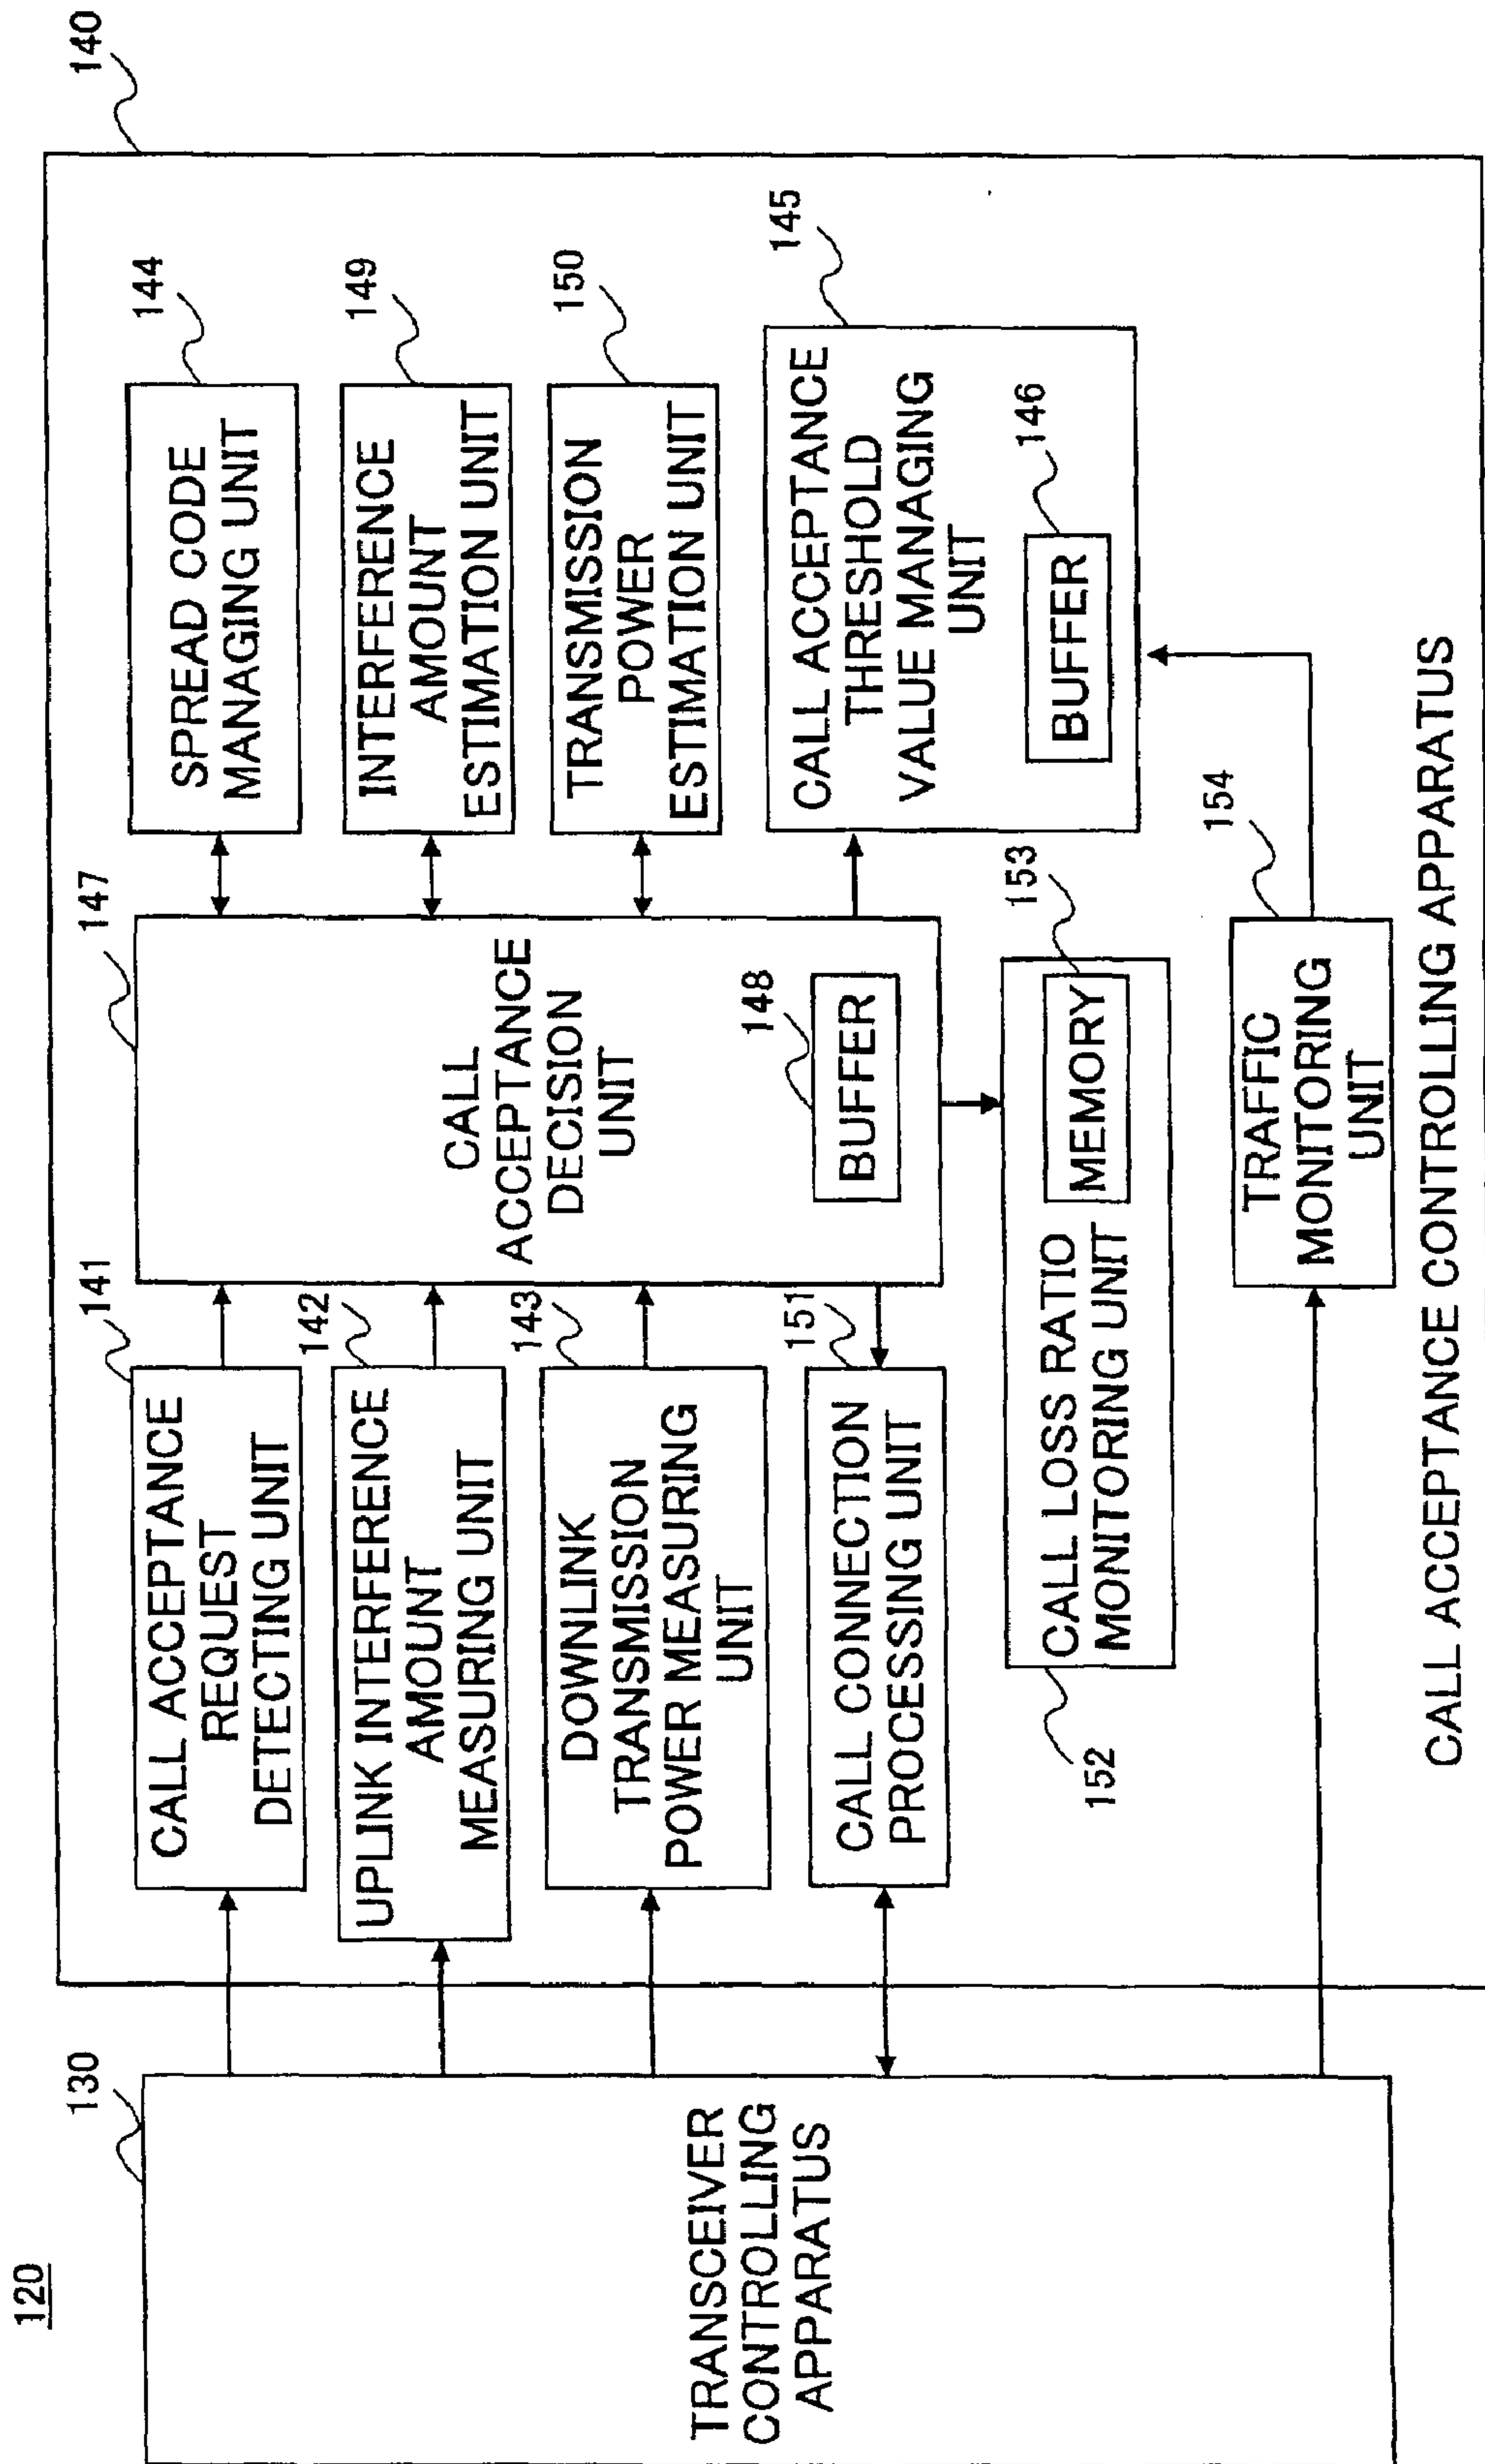 120
130
TRANSCEIVER
CONTROLLING
APPARATUS
140
141
CALL ACCEPTANCE
REQUEST
DETECTING UNIT
142
UPLINK INTERFERENCE
AMOUNT
MEASURING UNIT
143
DOWNLINK
TRANSMISSION
POWER MEASURING
UNIT
151
CALL CONNECTION
PROCESSING UNIT
152
CALL LOSS RATIO
MONITORING UNIT
153
MEMORY
147
CALL
ACCEPTANCE
DECISION
UNIT
148
BUFFER
144
SPREAD CODE
MANAGING UNIT
149
INTERFERENCE
AMOUNT
ESTIMATION UNIT
150
TRANSMISSION
POWER
ESTIMATION UNIT
145
CALL ACCEPTANCE
THRESHOLD
VALUE MANAGING
UNIT
146
BUFFER
154
TRAFFIC
MONITORING
UNIT
CALL ACCEPTANCE CONTROLLING APPARATUS